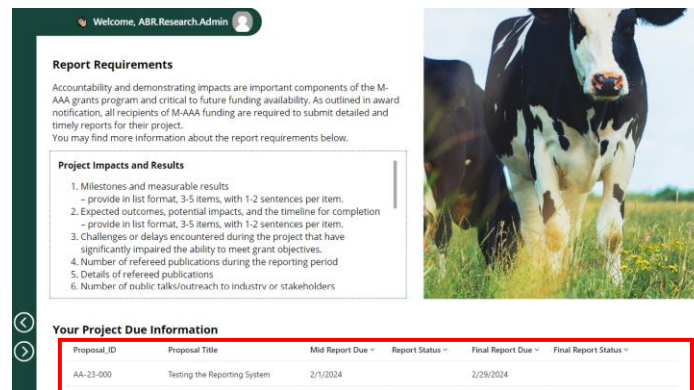 Welcome, ABR.Research.Admin
Report Requirements
Accountability and demonstrating impacts are important components of the M-
AAA grants program and critical to future funding availability. As outlined in award
notification, all recipients of M-AAA funding are required to submit detailed and
timely reports for their project.
You may find more information about the report requirements below.
Project Impacts and Results
1. Milestones and measurable results
– provide in list format, 3-5 items, with 1-2 sentences per item.
2. Expected outcomes, potential impacts, and the timeline for completion
– provide in list format, 3-5 items, with 1-2 sentences per item.
3. Challenges or delays encountered during the project that have
significantly impaired the ability to meet grant objectives.
4. Number of refereed publications during the reporting period
5. Details of refereed publications
6. Number of public talks/outreach to industry or stakeholders
Your Project Due Information
Proposal_ID Proposal Title Mid Report Due Report Status Final Report Due Final Report Status
AA-23-000 Testing the Reporting System 2/1/2024 2/29/2024